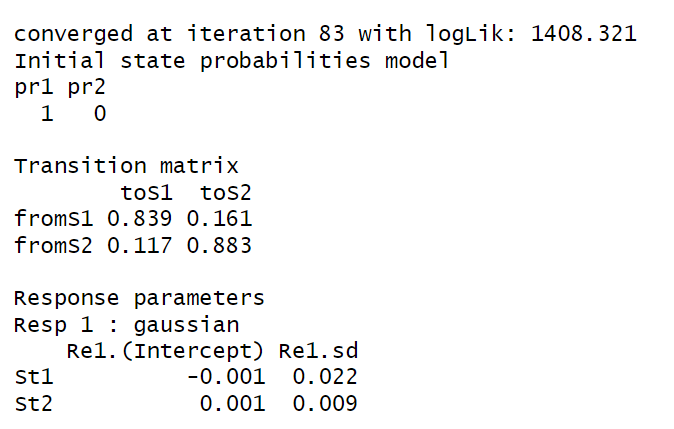 converged at iteration 83 with logLik: 1408.321
Initial state probabilities model
pr1 pr2
1 0
Transition matrix
toS1 toS2
fromS1 0.839 0.161
fromS2 0.117 0.883
Response parameters
Resp 1 : gaussian
Re1.(Intercept) Re1.sd
St1 -0.001 0.022
St2 0.001 0.009